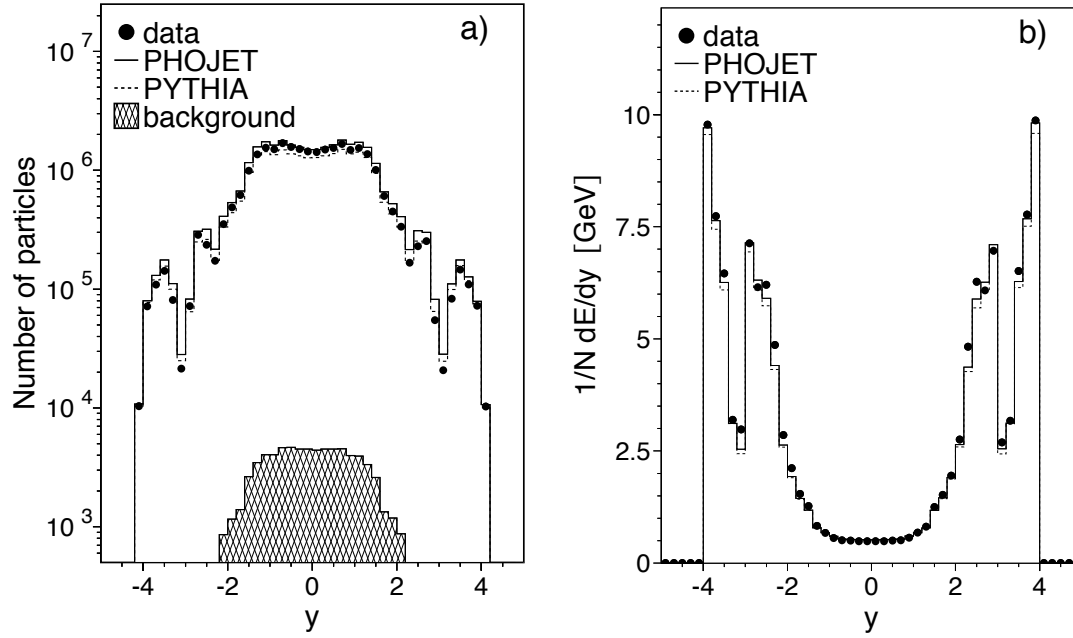 a)
data
PHOJET
PYTHIA
background
Number of particles
10^7
10^6
10^5
10^4
10^3
-4 -2 0 2 4
y
b)
data
PHOJET
PYTHIA
1/N dE/dy [GeV]
10
7.5
5
2.5
0
-4 -2 0 2 4
y